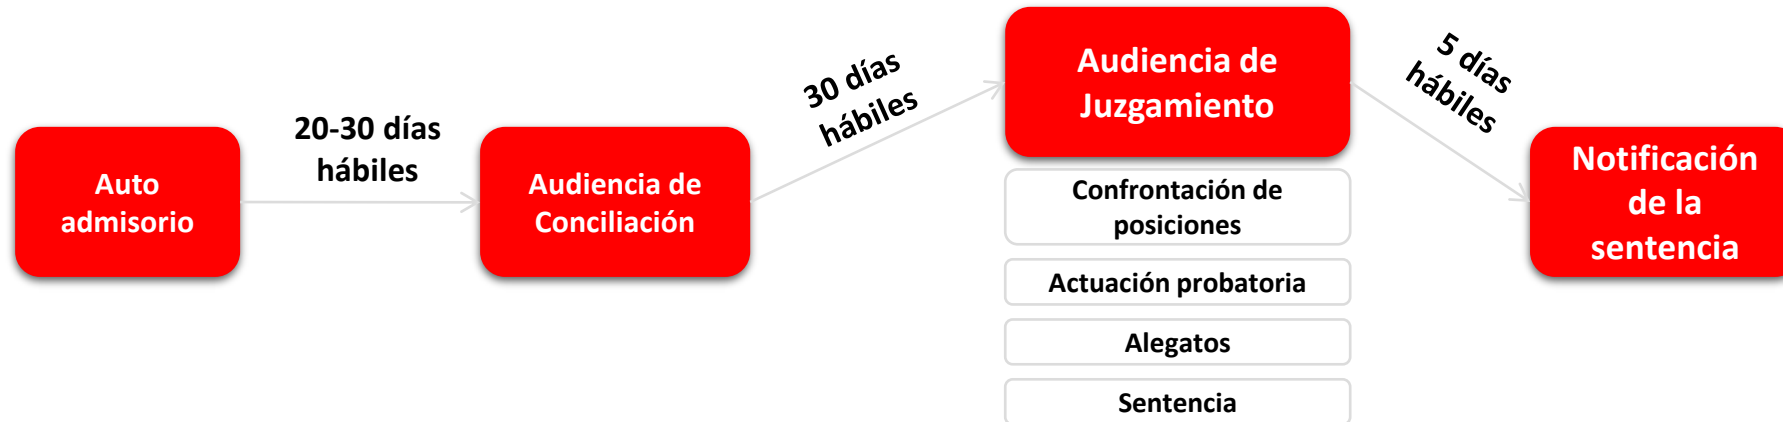 Auto
admisorio
20-30 días
hábiles
Audiencia de
Conciliación
30 días
hábiles
Audiencia de
Juzgamiento
Confrontación de
posiciones
Actuación probatoria
Alegatos
Sentencia
5 días
hábiles
Notificación
de la
sentencia